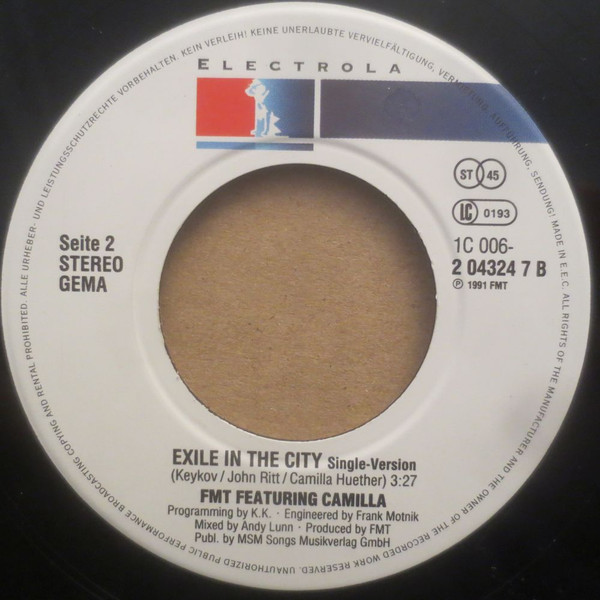 ELECTROLA
ST 45
LC 0193
Seite 2
STEREO
GEMA
1C 006-
2 04324 7 B
℗ 1991 FMT
EXILE IN THE CITY Single-Version
(Keykov/John Ritt/Camilla Huether) 3:27
FMT FEATURING CAMILLA
Programming by K.K. · Engineered by Frank Motnik
Mixed by Andy Lunn · Produced by FMT
Publ. by MSM Songs Musikverlag GmbH
ALLE URHEBER- UND LEISTUNGSSCHUTZRECHTE VORBEHALTEN. KEIN VERLEIH! KEINE UNERLAUBTE VERVIELFÄLTIGUNG, VERMIETUNG, AUFFÜHRUNG, SENDUNG! MADE IN E.E.C. ALL RIGHTS OF THE MANUFACTURER AND THE OWNER OF THE RECORDED WORK RESERVED. UNAUTHORIZED PUBLIC PERFORMANCE BROADCASTING COPYING AND RENTAL PROHIBITED.